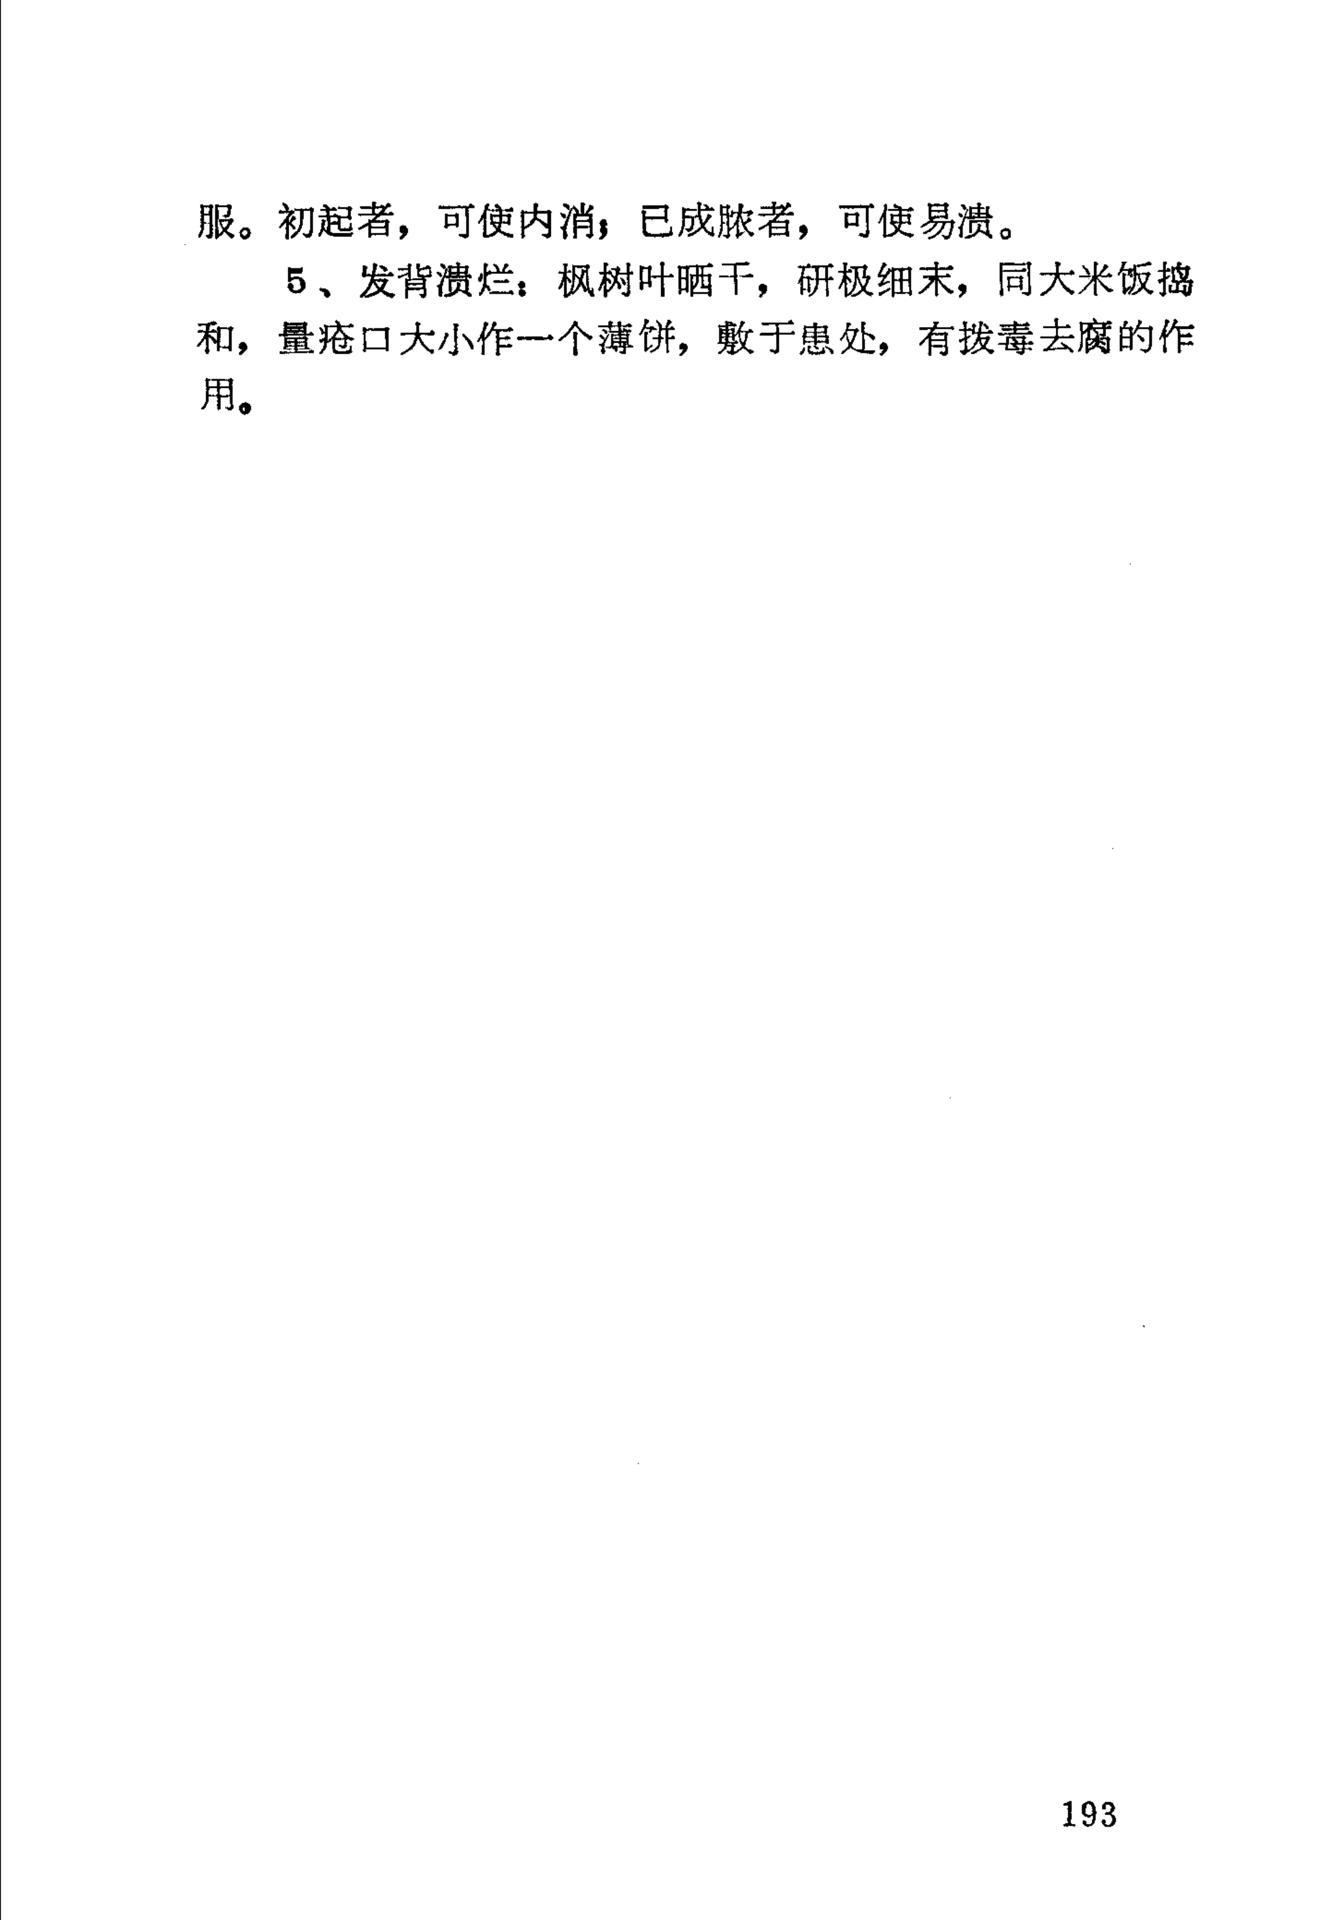 服。初起者，可使内消；已成脓者，可使易溃。
5、发背溃烂：枫树叶晒干，研极细末，同大米饭捣
和，量疮口大小作一个薄饼，敷于患处，有拨毒去腐的作
用。
193